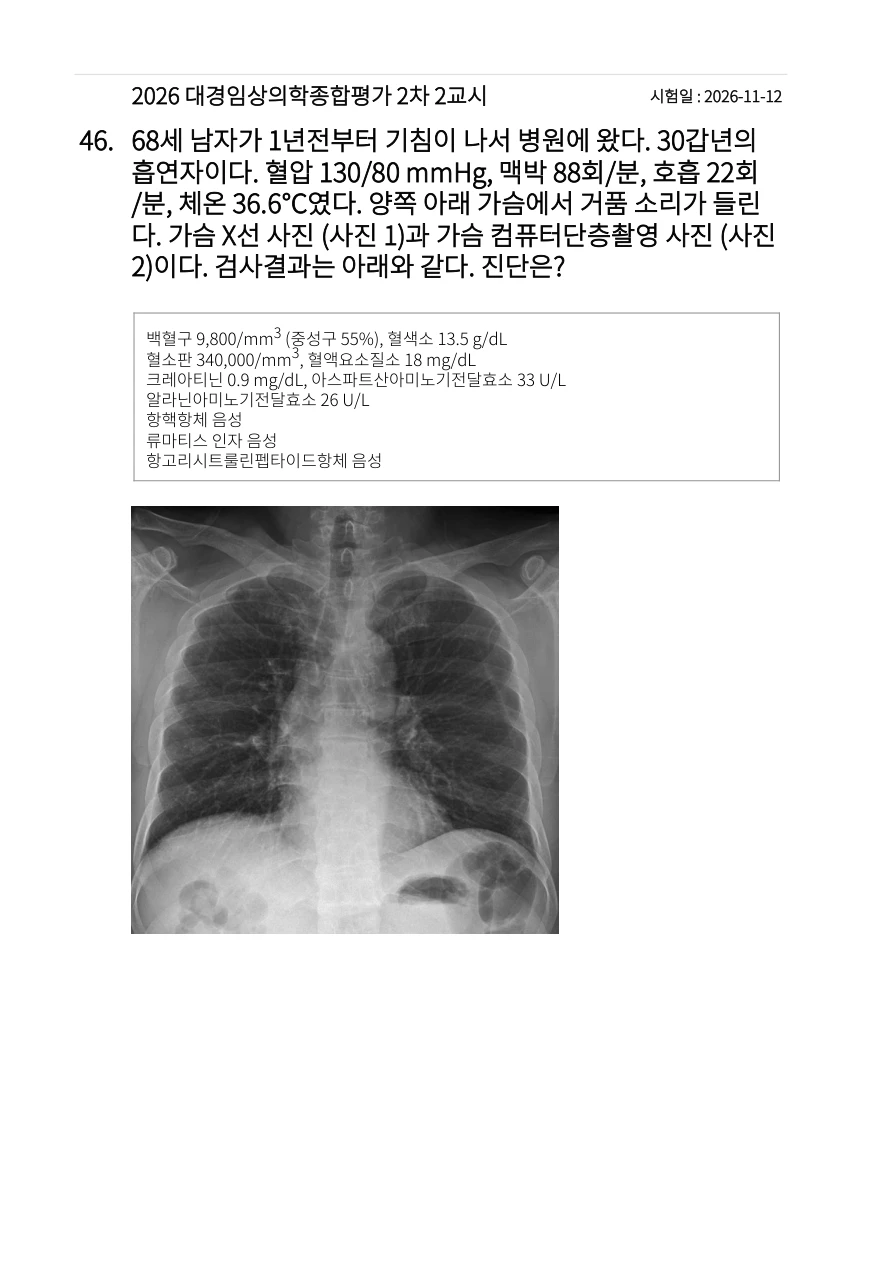 2026 대경임상의학종합평가 2차 2교시
시험일 : 2026-11-12
46. 68세 남자가 1년전부터 기침이 나서 병원에 왔다. 30갑년의
흡연자이다. 혈압 130/80 mmHg, 맥박 88회/분, 호흡 22회
/분, 체온 36.6℃였다. 양쪽 아래 가슴에서 거품 소리가 들린
다. 가슴 X선 사진 (사진 1)과 가슴 컴퓨터단층촬영 사진 (사진
2)이다. 검사결과는 아래와 같다. 진단은?
백혈구 9,800/mm³ (중성구 55%), 혈색소 13.5 g/dL
혈소판 340,000/mm³, 혈액요소질소 18 mg/dL
크레아티닌 0.9 mg/dL, 아스파트산아미노기전달효소 33 U/L
알라닌아미노기전달효소 26 U/L
항핵항체 음성
류마티스 인자 음성
항고리시트룰린펩타이드항체 음성